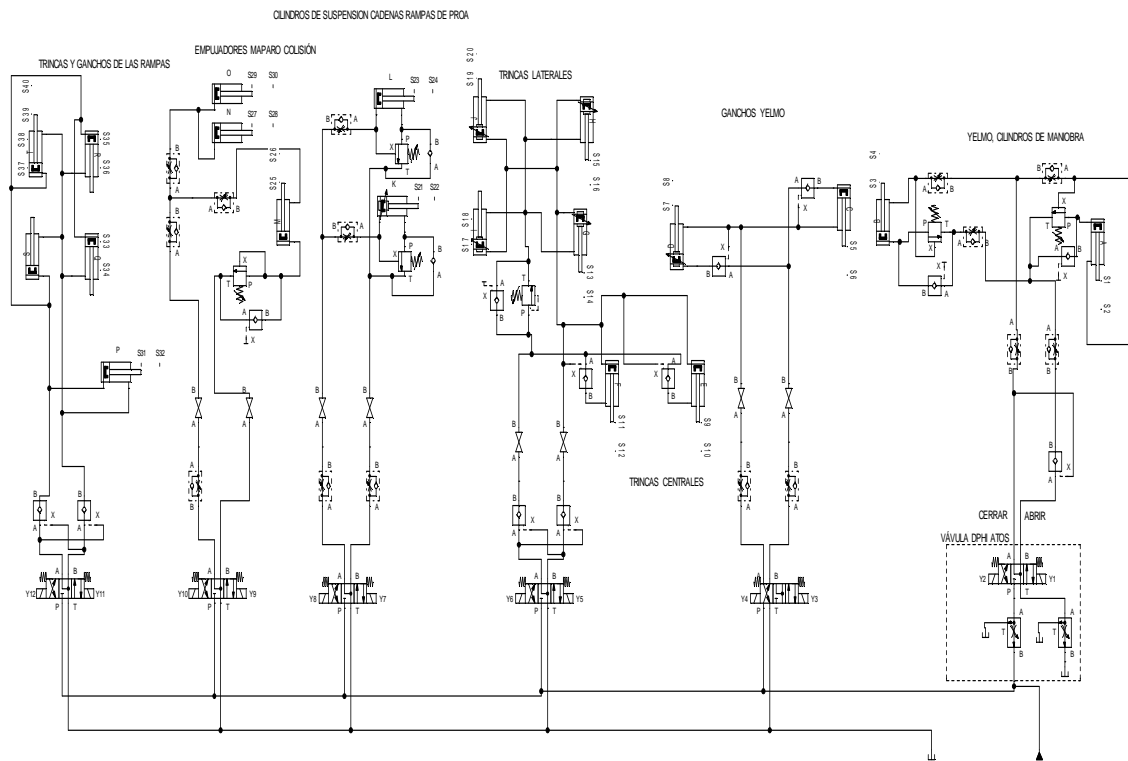 CILINDROS DE SUSPENSION CADENAS RAMPAS DE PROA
EMPUJADORES MAPARO COLISIÓN
TRINCAS Y GANCHOS DE LAS RAMPAS
TRINCAS LATERALES
GANCHOS YELMO
YELMO, CILINDROS DE MANIOBRA
S40
S39
S38
S37
S35
S36
S33
S34
O S29 S30
N S27 S28
S26
S25
M
L S23 S24
K S21 S22
S20
S19
S18
S17
H
S15
S16
G
S13
S14
S8
S7
S5
S6
S4
S3
S1
S2
P S31 S32
F
S11
S12
E
S9
S10
TRINCAS CENTRALES
CERRAR ABRIR
VÁVULA DPHI ATOS
Y12 Y11
Y10 Y9
Y8 Y7
Y6 Y5
Y4 Y3
Y2 Y1
A B
P T